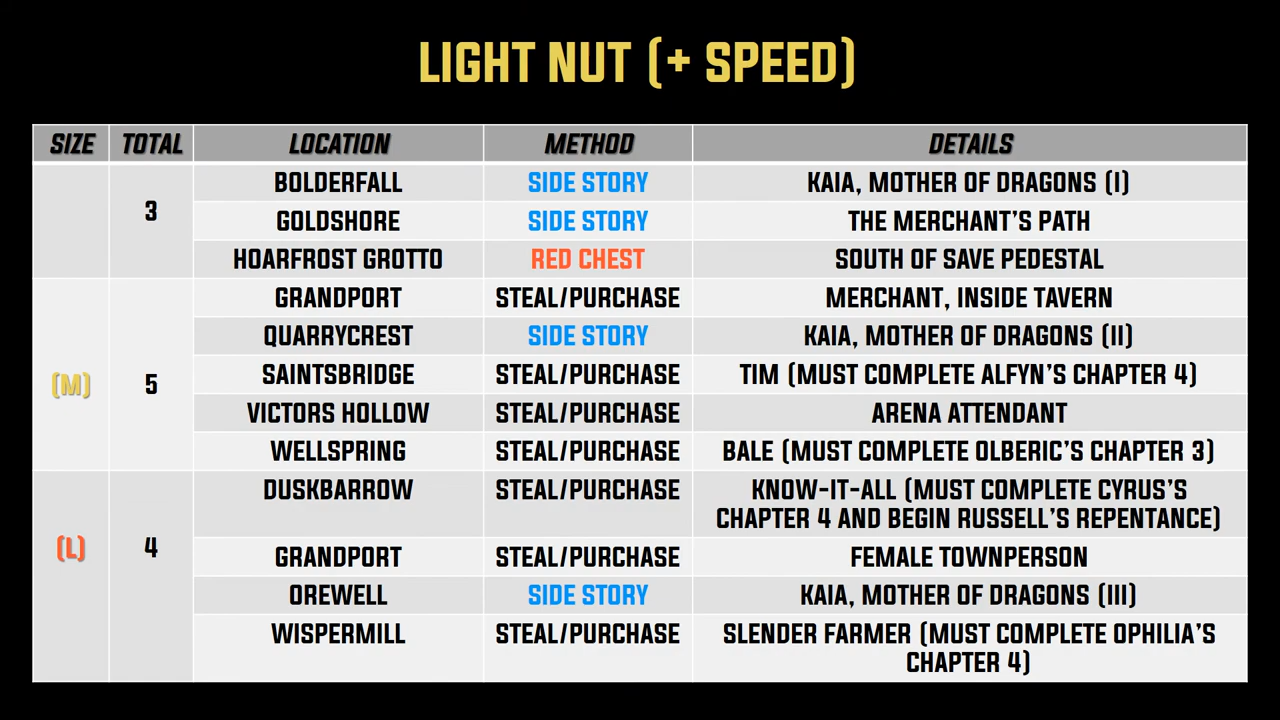 LIGHT NUT (+ SPEED)
SIZE TOTAL LOCATION METHOD DETAILS
3
BOLDERFALL SIDE STORY KAIA, MOTHER OF DRAGONS (I)
GOLDSHORE SIDE STORY THE MERCHANT'S PATH
HOARFROST GROTTO RED CHEST SOUTH OF SAVE PEDESTAL
(M) 5
GRANDPORT STEAL/PURCHASE MERCHANT, INSIDE TAVERN
QUARRYCREST SIDE STORY KAIA, MOTHER OF DRAGONS (II)
SAINTSBRIDGE STEAL/PURCHASE TIM (MUST COMPLETE ALFYN'S CHAPTER 4)
VICTORS HOLLOW STEAL/PURCHASE ARENA ATTENDANT
WELLSPRING STEAL/PURCHASE BALE (MUST COMPLETE OLBERIC'S CHAPTER 3)
(L) 4
DUSKBARROW STEAL/PURCHASE KNOW-IT-ALL (MUST COMPLETE CYRUS'S
CHAPTER 4 AND BEGIN RUSSELL'S REPENTANCE)
GRANDPORT STEAL/PURCHASE FEMALE TOWNPERSON
OREWELL SIDE STORY KAIA, MOTHER OF DRAGONS (III)
WISPERMILL STEAL/PURCHASE SLENDER FARMER (MUST COMPLETE OPHILIA'S
CHAPTER 4)